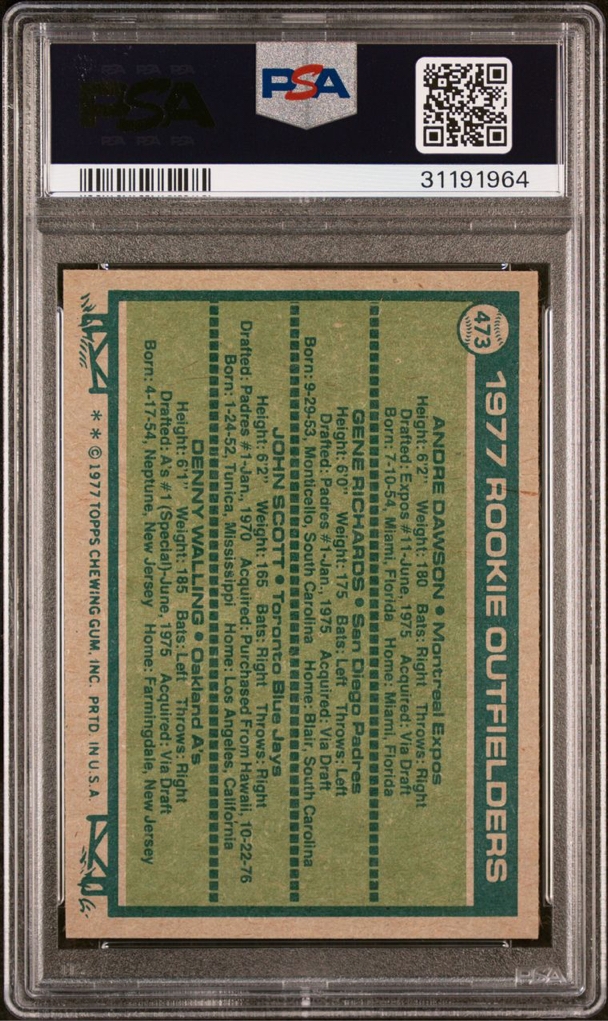 PSA
PSA
31191964
473
1977 ROOKIE OUTFIELDERS
ANDRE DAWSON • Montreal Expos
Height: 6'2" Weight: 180 Bats: Right Throws: Right
Drafted: Expos #11-June, 1975 Acquired: Via Draft
Born: 7-10-54, Miami, Florida Home: Miami, Florida
GENE RICHARDS • San Diego Padres
Height: 6'0" Weight: 175 Bats: Left Throws: Left
Drafted: Padres #1-Jan., 1975 Acquired: Via Draft
Born: 9-29-53, Monticello, South Carolina Home: Blair, South Carolina
JOHN SCOTT • Toronto Blue Jays
Height: 6'2" Weight: 166 Bats: Right Throws: Right
Drafted: Padres #1-Jan., 1970 Acquired: Purchased From Hawaii, 10-22-76
Born: 1-24-52, Tunica, Mississippi Home: Los Angeles, California
DENNY WALLING • Oakland A's
Height: 6'1" Weight: 185 Bats: Left Throws: Right
Drafted: A's #1 (Special)-June, 1975 Acquired: Via Draft
Born: 4-17-54, Neptune, New Jersey Home: Farmingdale, New Jersey
* * © 1977 TOPPS CHEWING GUM, INC. PRTD. IN U.S.A.
PSA